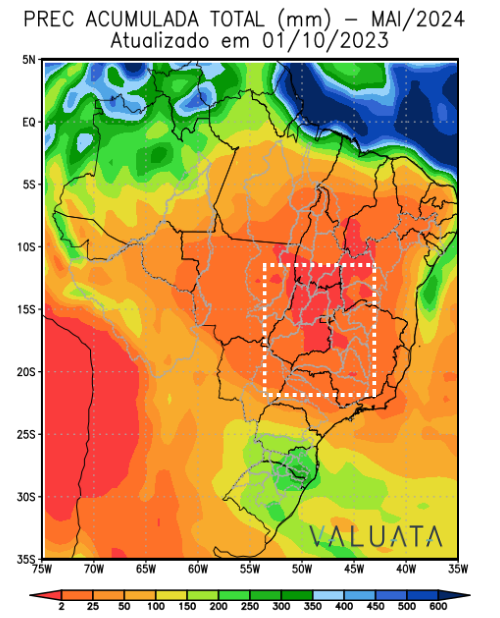 PREC ACUMULADA TOTAL (mm) – MAI/2024
Atualizado em 01/10/2023
5N
EQ
5S
10S
15S
20S
25S
30S
35S
VALUATA
75W 70W 65W 60W 55W 50W 45W 40W 35W
2 25 50 100 150 200 250 300 350 400 450 500 600